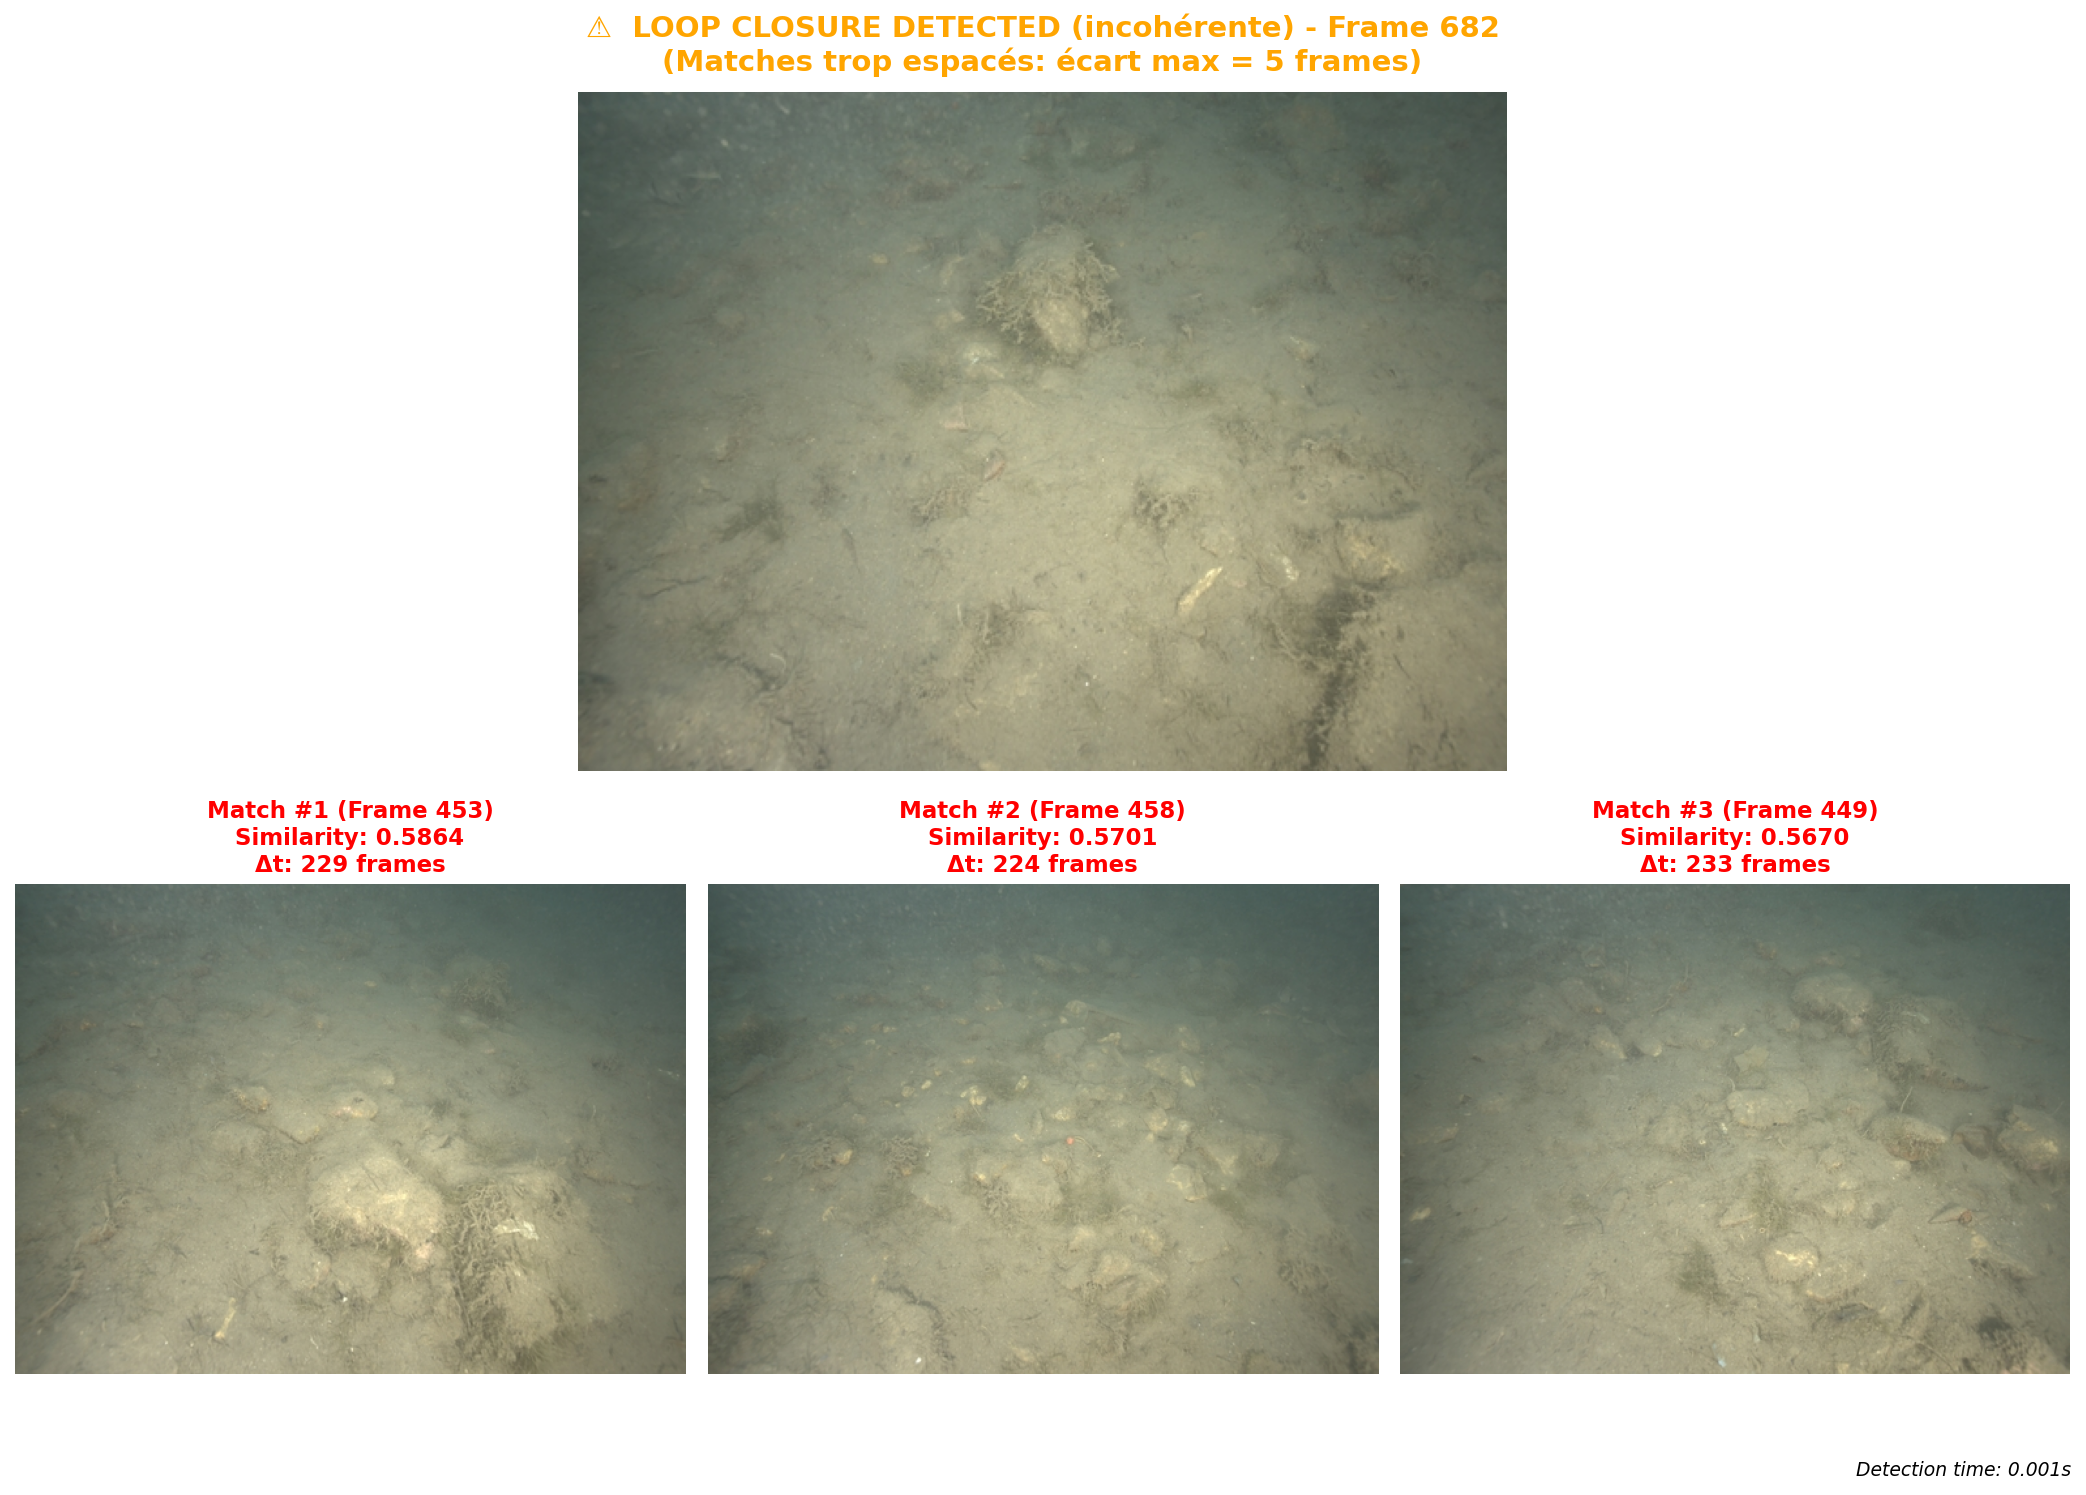 ⚠ LOOP CLOSURE DETECTED (incohérente) - Frame 682
(Matches trop espacés: écart max = 5 frames)
Match #1 (Frame 453)
Similarity: 0.5864
Δt: 229 frames
Match #2 (Frame 458)
Similarity: 0.5701
Δt: 224 frames
Match #3 (Frame 449)
Similarity: 0.5670
Δt: 233 frames
Detection time: 0.001s